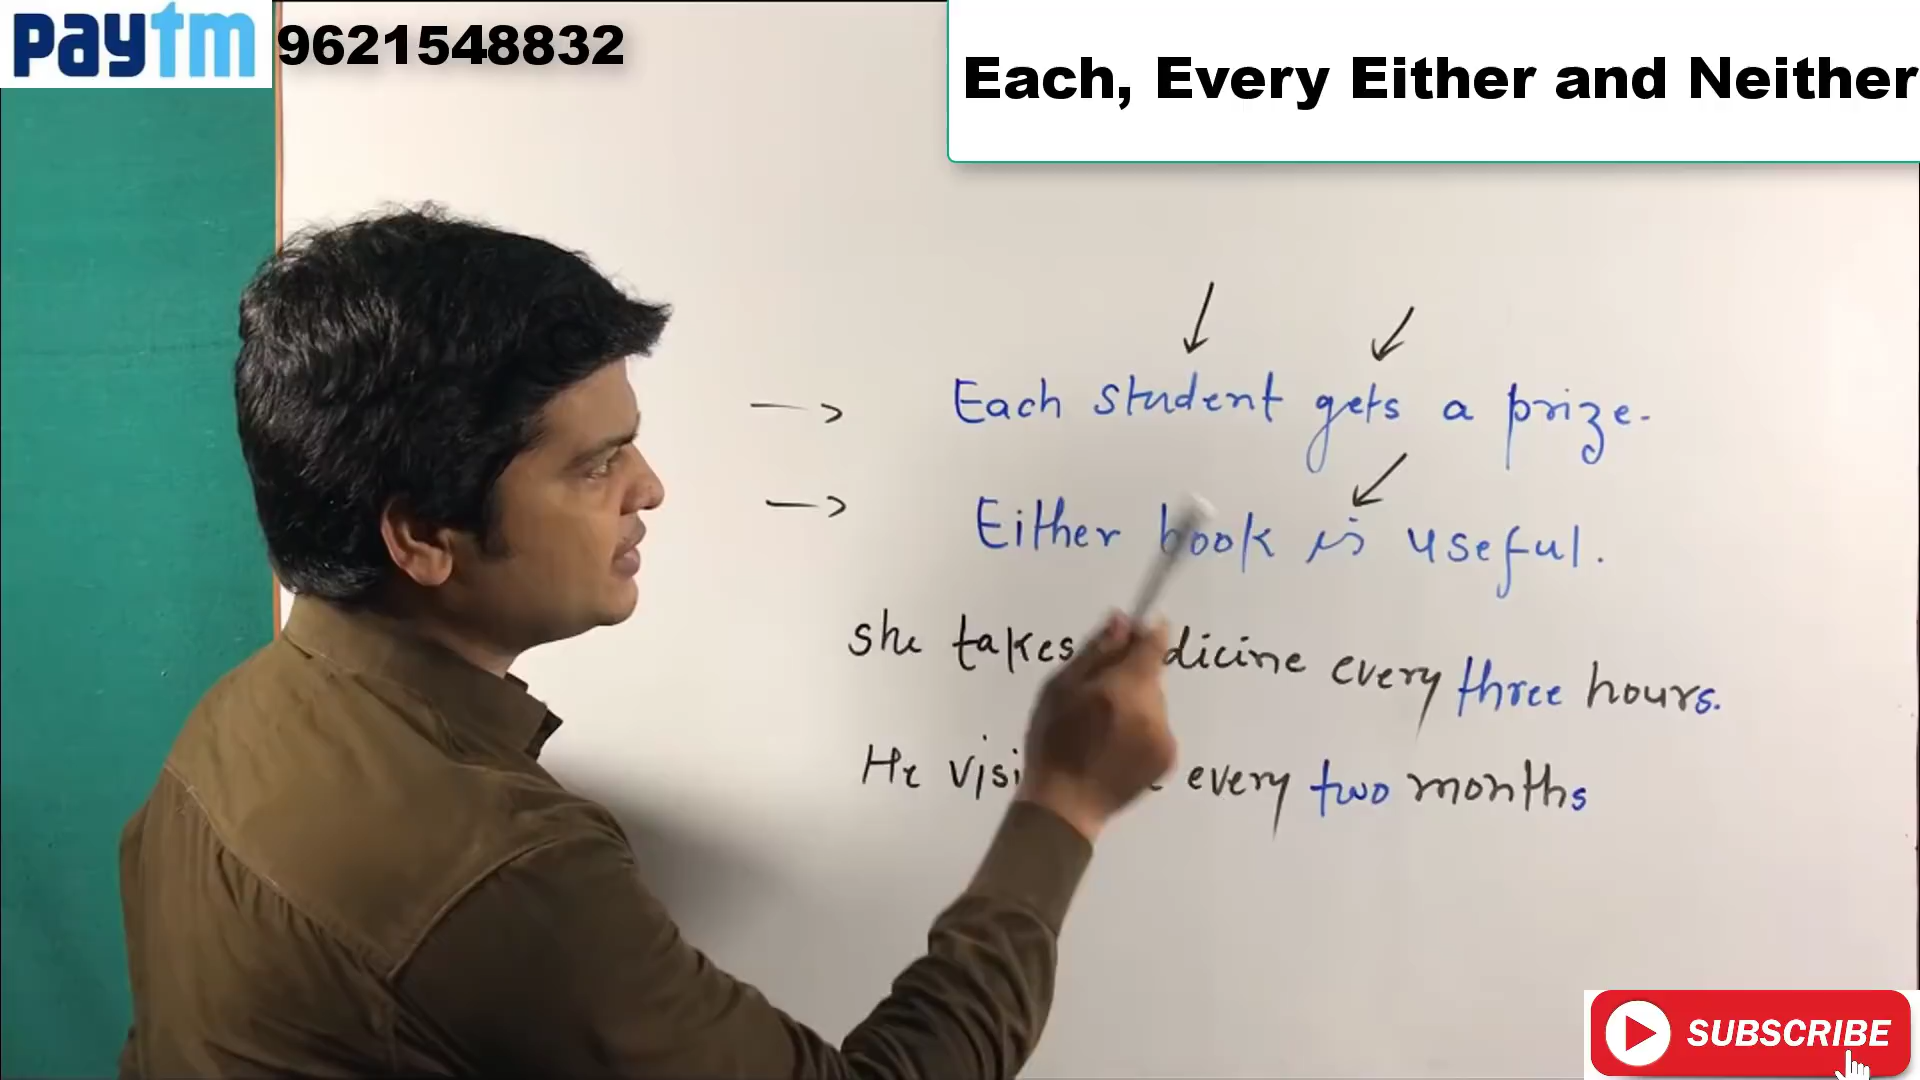 paytm 9621548832
Each, Every Either and Neither
Each student gets a prize.
Either book is useful.
she takes dicine every three hours.
He visi every two months
SUBSCRIBE